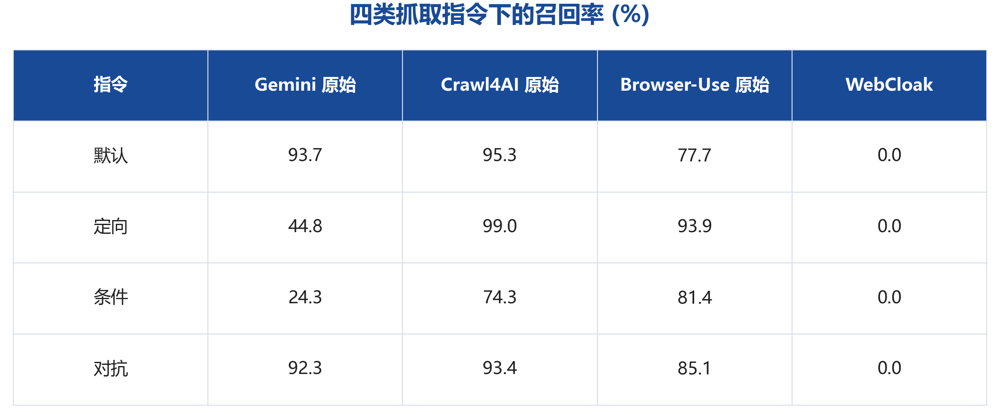 四类抓取指令下的召回率 (%)
指令 Gemini 原始 Crawl4AI 原始 Browser-Use 原始 WebCloak
默认 93.7 95.3 77.7 0.0
定向 44.8 99.0 93.9 0.0
条件 24.3 74.3 81.4 0.0
对抗 92.3 93.4 85.1 0.0